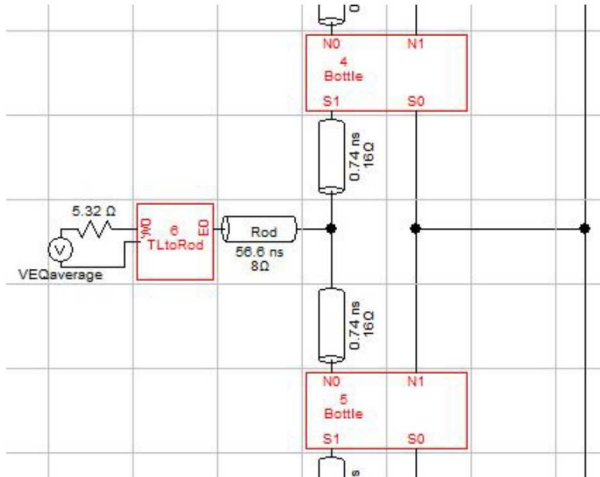 N0 N1
4
Bottle
S1 S0
0.74 ns
16Ω
5.32 Ω
V
VEQaverage
6
TLtoRod
E0
Rod
56.6 ns
8Ω
0.74 ns
16Ω
N0 N1
5
Bottle
S1 S0